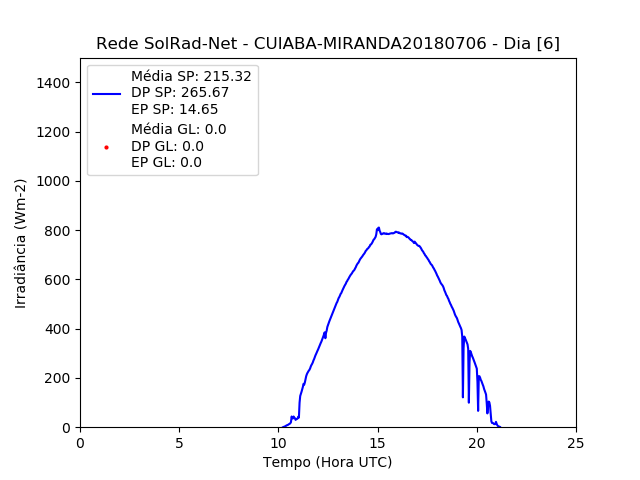 Rede SolRad-Net - CUIABA-MIRANDA20180706 - Dia [6]
Média SP: 215.32
DP SP: 265.67
EP SP: 14.65
Média GL: 0.0
DP GL: 0.0
EP GL: 0.0
1400
1200
1000
800
600
400
200
0
Irradiância (Wm-2)
0 5 10 15 20 25
Tempo (Hora UTC)